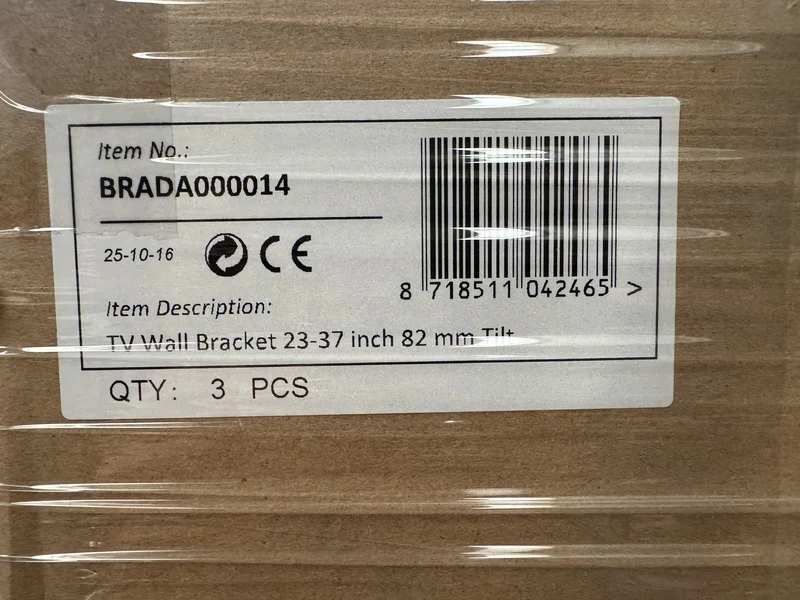 Item No.:
BRADA000014
25-10-16 CE
8 718511 042465 >
Item Description:
TV Wall Bracket 23-37 inch 82 mm Tilt
QTY: 3 PCS